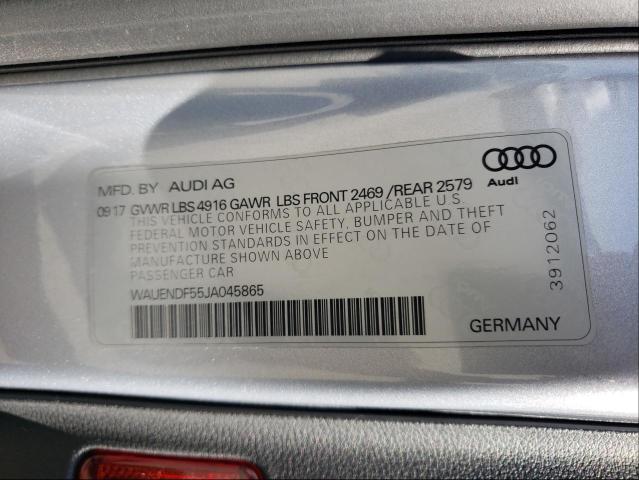 MFD. BY AUDI AG
Audi
09 17 GVWR LBS 4916 GAWR LBS FRONT 2469 /REAR 2579
THIS VEHICLE CONFORMS TO ALL APPLICABLE U.S.
FEDERAL MOTOR VEHICLE SAFETY, BUMPER AND THEFT
PREVENTION STANDARDS IN EFFECT ON THE DATE OF
MANUFACTURE SHOWN ABOVE
PASSENGER CAR
WAUENDF55JA045865
GERMANY
3912062